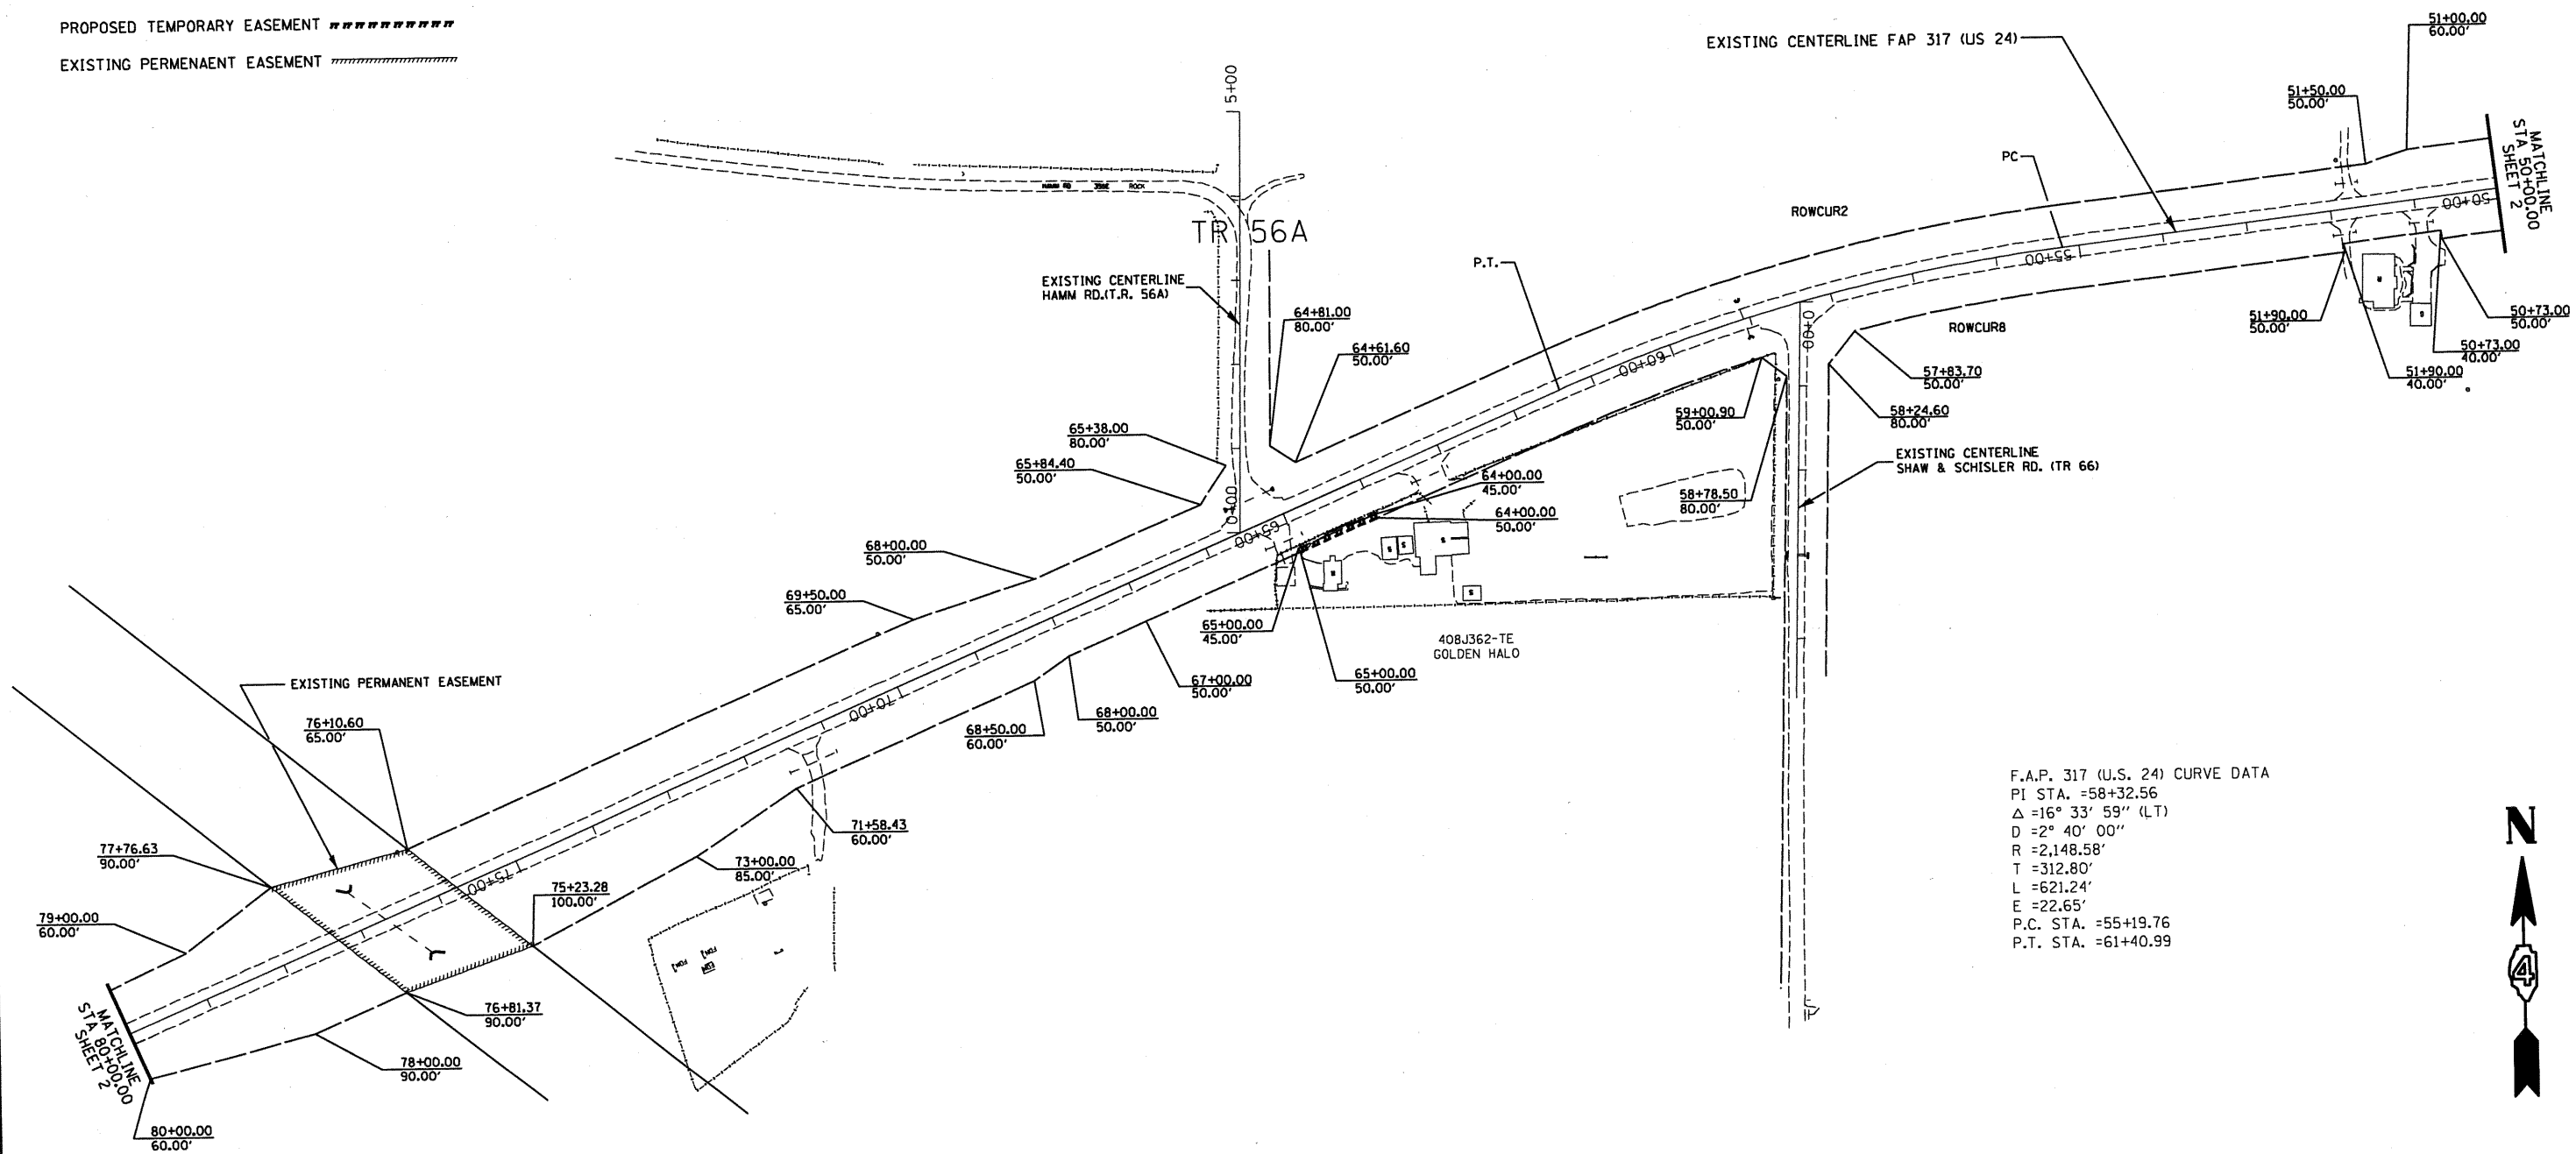 PROPOSED TEMPORARY EASEMENT
EXISTING PERMENAENT EASEMENT
5+00
EXISTING CENTERLINE FAP 317 (US 24)
51+00.00
60.00'
51+50.00
50.00'
MATCHLINE
STA 50+00.00
SHEET 2
PC
ROWCUR2
50+00
HAMM RD 350E ROCK
TR 56A
P.T.
55+00
EXISTING CENTERLINE
HAMM RD.(T.R. 56A)
64+81.00
80.00'
64+61.60
50.00'
ROWCUR8
51+90.00
50.00'
50+73.00
50.00'
50+73.00
40.00'
51+90.00
40.00'
0+00
60+00
57+83.70
50.00'
58+24.60
80.00'
59+00.90
50.00'
65+38.00
80.00'
65+84.40
50.00'
EXISTING CENTERLINE
SHAW & SCHISLER RD. (TR 66)
64+00.00
45.00'
58+78.50
80.00'
64+00.00
50.00'
0+00
65+00
68+00.00
50.00'
69+50.00
65.00'
65+00.00
45.00'
408J362-TE
GOLDEN HALO
65+00.00
50.00'
67+00.00
50.00'
EXISTING PERMANENT EASEMENT
70+00
68+00.00
50.00'
76+10.60
65.00'
68+50.00
60.00'
F.A.P. 317 (U.S. 24) CURVE DATA
PI STA. =58+32.56
Δ =16° 33' 59" (LT)
D =2° 40' 00"
R =2,148.58'
T =312.80'
L =621.24'
E =22.65'
P.C. STA. =55+19.76
P.T. STA. =61+40.99
N
4
71+58.43
60.00'
77+76.63
90.00'
73+00.00
85.00'
75+00
75+23.28
100.00'
79+00.00
60.00'
76+81.37
90.00'
MATCHLINE
STA 80+00.00
SHEET 2
78+00.00
90.00'
80+00.00
60.00'